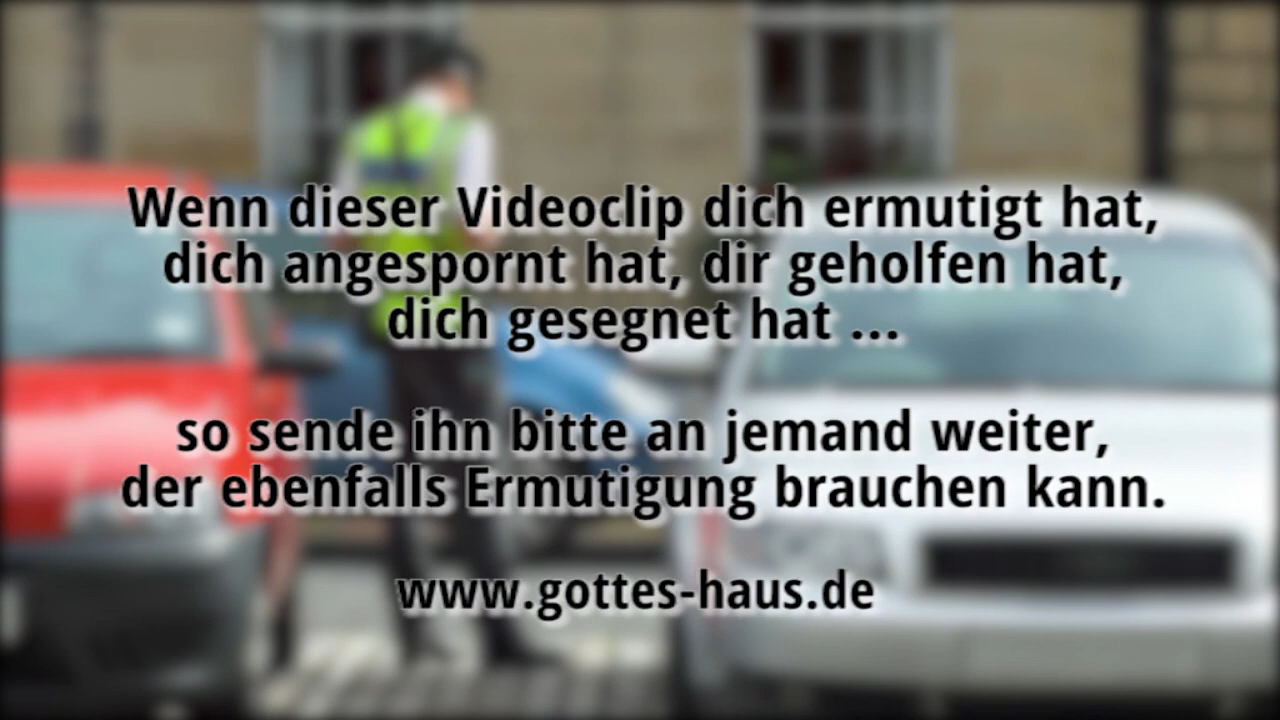 Wenn dieser Videoclip dich ermutigt hat,
dich angespornt hat, dir geholfen hat,
dich gesegnet hat ...
so sende ihn bitte an jemand weiter,
der ebenfalls Ermutigung brauchen kann.
www.gottes-haus.de